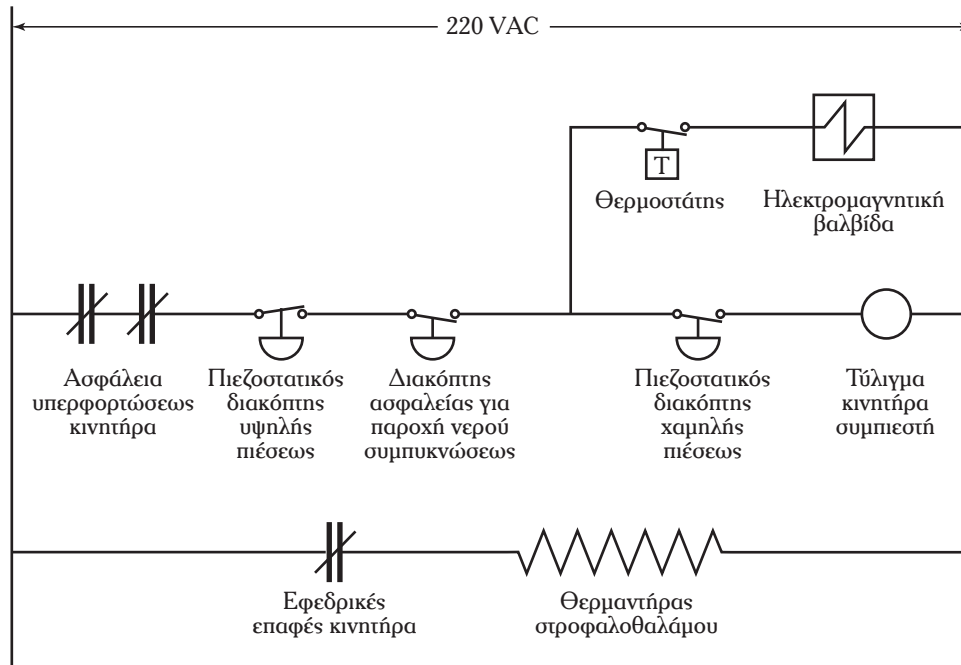 220 VAC
T
Θερμοστάτης
Ηλεκτρομαγνητική
βαλβίδα
Ασφάλεια
υπερφορτώσεως
κινητήρα
Πιεζοστατικός
διακόπτης
υψηλής
πιέσεως
Διακόπτης
ασφαλείας για
παροχή νερού
συμπυκνώσεως
Πιεζοστατικός
διακόπτης
χαμηλής
πιέσεως
Τύλιγμα
κινητήρα
συμπιεστή
Εφεδρικές
επαφές κινητήρα
Θερμαντήρας
στροφαλοθαλάμου